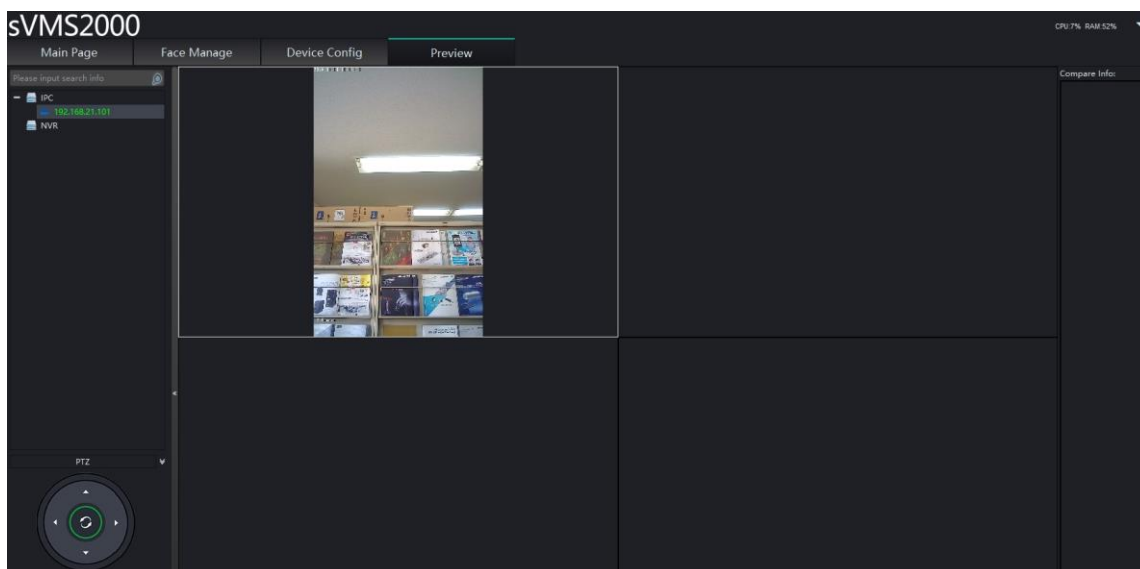 sVMS2000
CPU:7% RAM:52%
Main Page Face Manage Device Config Preview
Please input search info
Compare Info:
IPC
192.168.21.101
NVR
PTZ